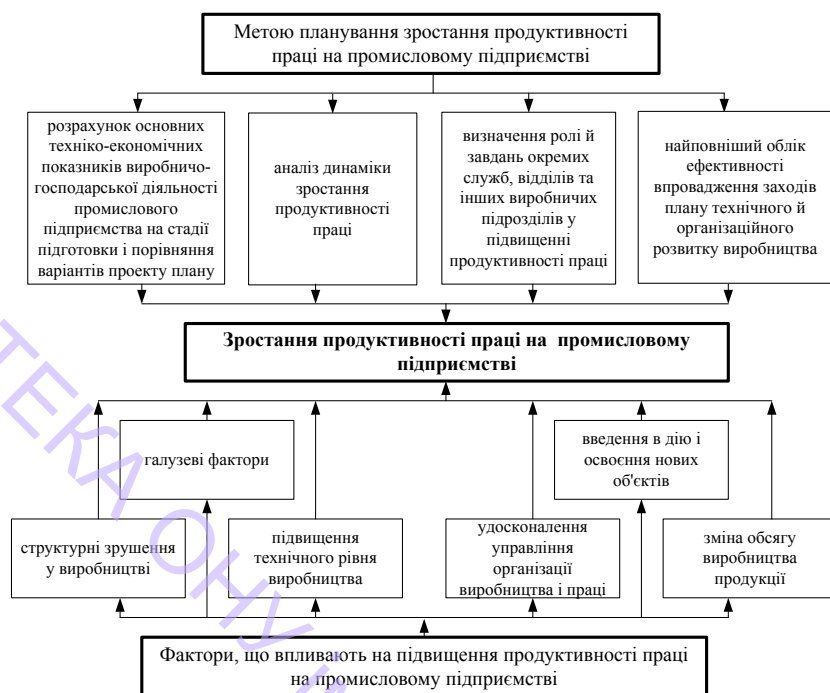 Метою планування зростання продуктивності
праці на промисловому підприємстві
розрахунок основних
техніко-економічних
показників виробничо-
господарської діяльності
промислового
підприємства на стадії
підготовки і порівняння
варіантів проекту плану
аналіз динаміки
зростання
продуктивності
праці
визначення ролі й
завдань окремих
служб, відділів та
інших виробничих
підрозділів у
підвищенні
продуктивності праці
найповніший облік
ефективності
впровадження заходів
плану технічного й
організаційного
розвитку виробництва
Зростання продуктивності праці на промисловому
підприємстві
галузеві фактори
введення в дію і
освоєння нових
об'єктів
структурні зрушення
у виробництві
підвищення
технічного рівня
виробництва
удосконалення
управління
організації
виробництва і праці
зміна обсягу
виробництва
продукції
Фактори, що впливають на підвищення продуктивності праці
на промисловому підприємстві
ТЕКА ОНУ